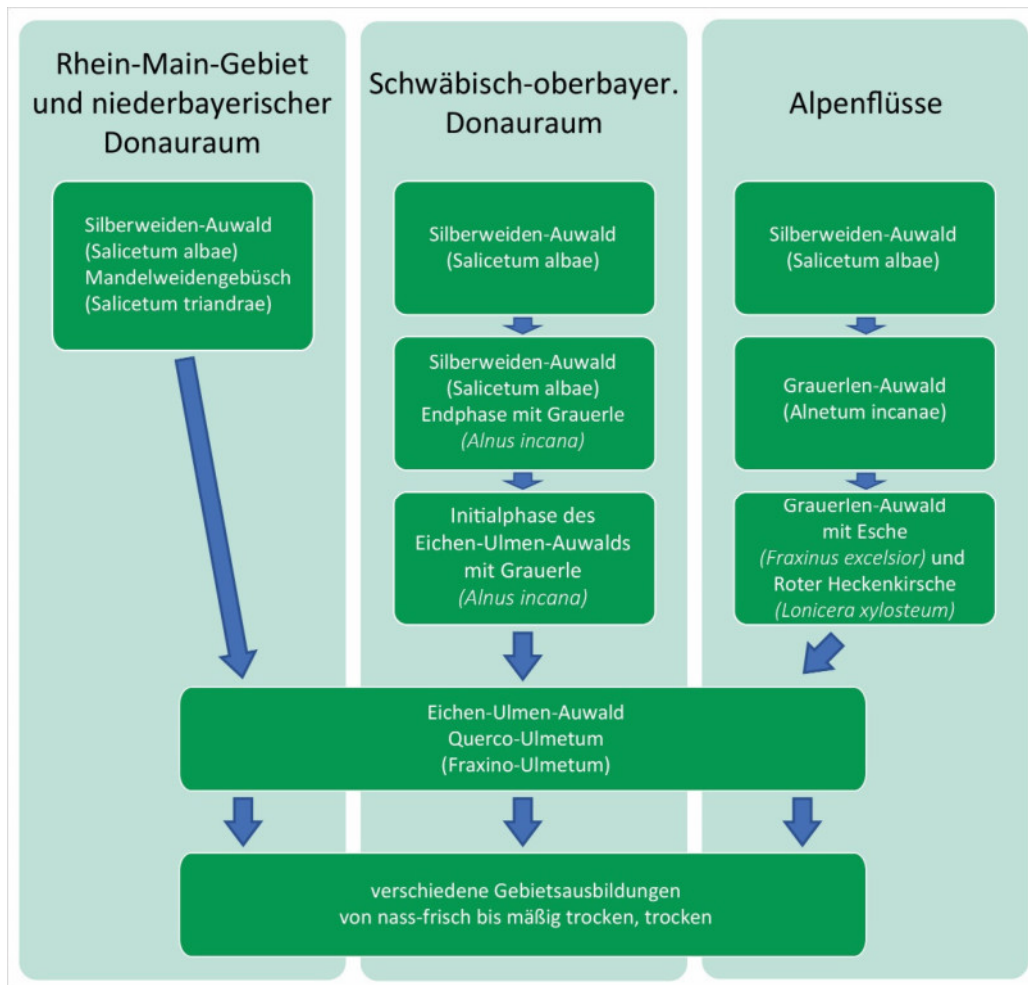 Rhein-Main-Gebiet
und niederbayerischer
Donauraum
Silberweiden-Auwald
(Salicetum albae)
Mandelweidengebüsch
(Salicetum triandrae)
Schwäbisch-oberbayer.
Donauraum
Silberweiden-Auwald
(Salicetum albae)
Silberweiden-Auwald
(Salicetum albae)
Endphase mit Grauerle
(Alnus incana)
Initialphase des
Eichen-Ulmen-Auwalds
mit Grauerle
(Alnus incana)
Alpenflüsse
Silberweiden-Auwald
(Salicetum albae)
Grauerlen-Auwald
(Alnetum incanae)
Grauerlen-Auwald
mit Esche
(Fraxinus excelsior) und
Roter Heckenkirsche
(Lonicera xylosteum)
Eichen-Ulmen-Auwald
Querco-Ulmetum
(Fraxino-Ulmetum)
verschiedene Gebietsausbildungen
von nass-frisch bis mäßig trocken, trocken